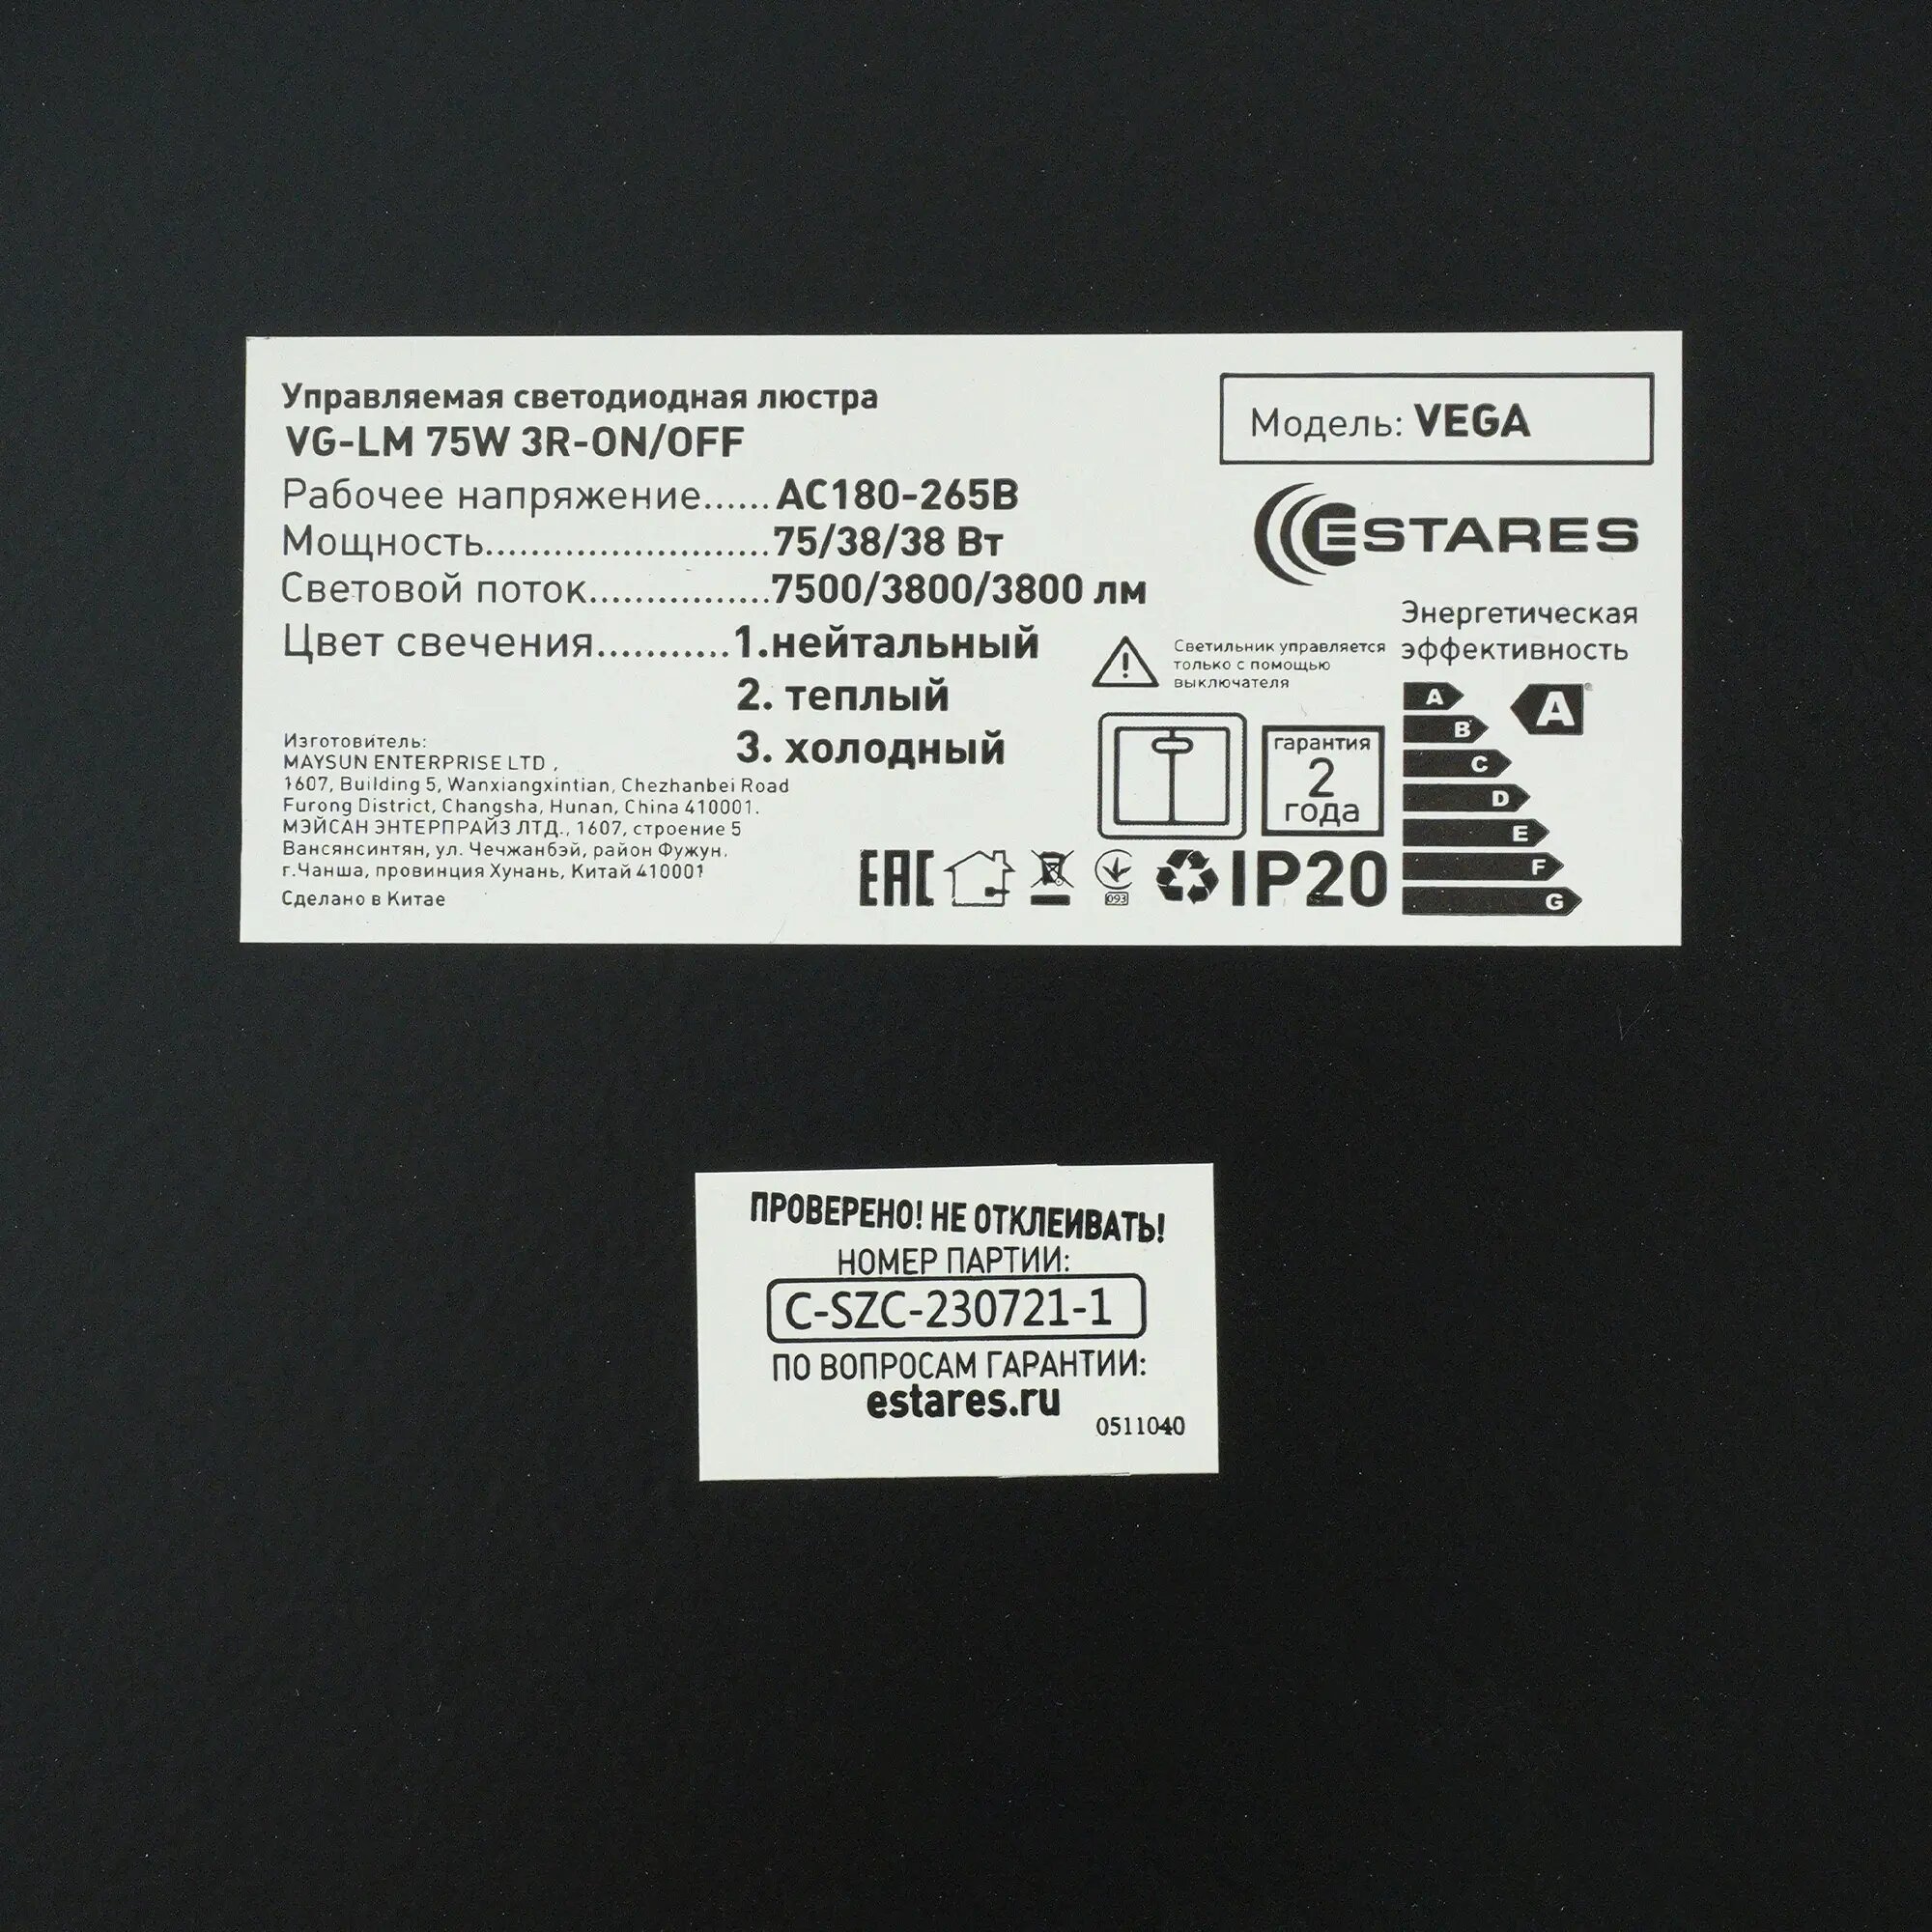 Управляемая светодиодная люстра
VG-LM 75W 3R-ON/OFF
Рабочее напряжение......AC180-265В
Мощность.........................75/38/38 Вт
Световой поток................7500/3800/3800 лм
Цвет свечения............1.нейтальный
2. теплый
3. холодный
Изготовитель:
MAYSUN ENTERPRISE LTD ,
1607, Building 5, Wanxiangxintian, Chezhanbei Road
Furong District, Changsha, Hunan, China 410001.
МЭЙСАН ЭНТЕРПРАЙЗ ЛТД., 1607, строение 5
Вансянсинтян, ул. Чечжанбэй, район Фужун,
г.Чанша, провинция Хунань, Китай 410001
Сделано в Китае
Модель: VEGA
ESTARES
Светильник управляется
только с помощью
выключателя
гарантия
2
года
EAC
093
IP20
Энергетическая
эффективность
A
A
B
C
D
E
F
G
ПРОВЕРЕНО! НЕ ОТКЛЕИВАТЬ!
НОМЕР ПАРТИИ:
C-SZC-230721-1
ПО ВОПРОСАМ ГАРАНТИИ:
estares.ru
0511040